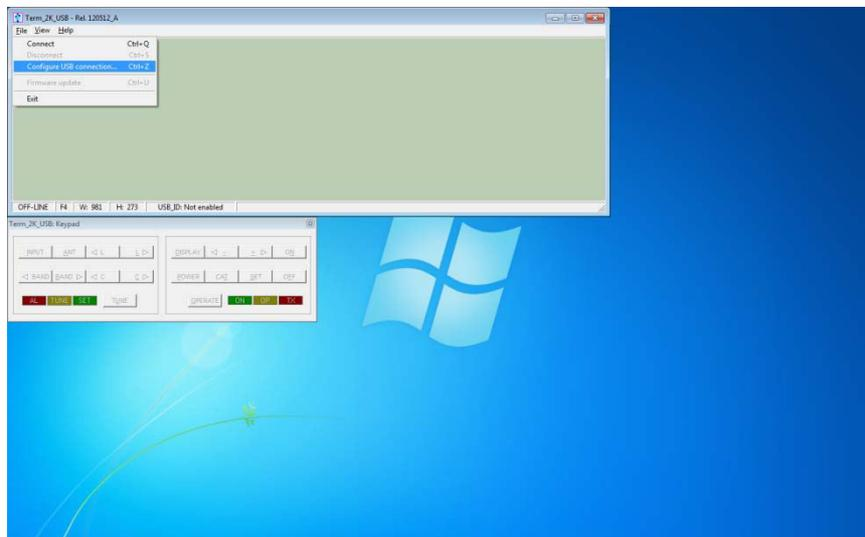 Term_2K_USB - Rel. 120512_A
File View Help
Connect Ctrl+Q
Disconnect Ctrl+S
Configure USB connection... Ctrl+Z
Firmware update Ctrl+U
Exit
OFF-LINE F4 W: 981 H: 273 USB_ID: Not enabled
Term_2K_USB: Keypad
INPUT ANT ◁ L L ▷ DISPLAY ◁ - + ▷ ON
◁ BAND BAND ▷ ◁ C C ▷ POWER CAT SET OFF
AL TUNE SET TUNE OPERATE ON OP TX